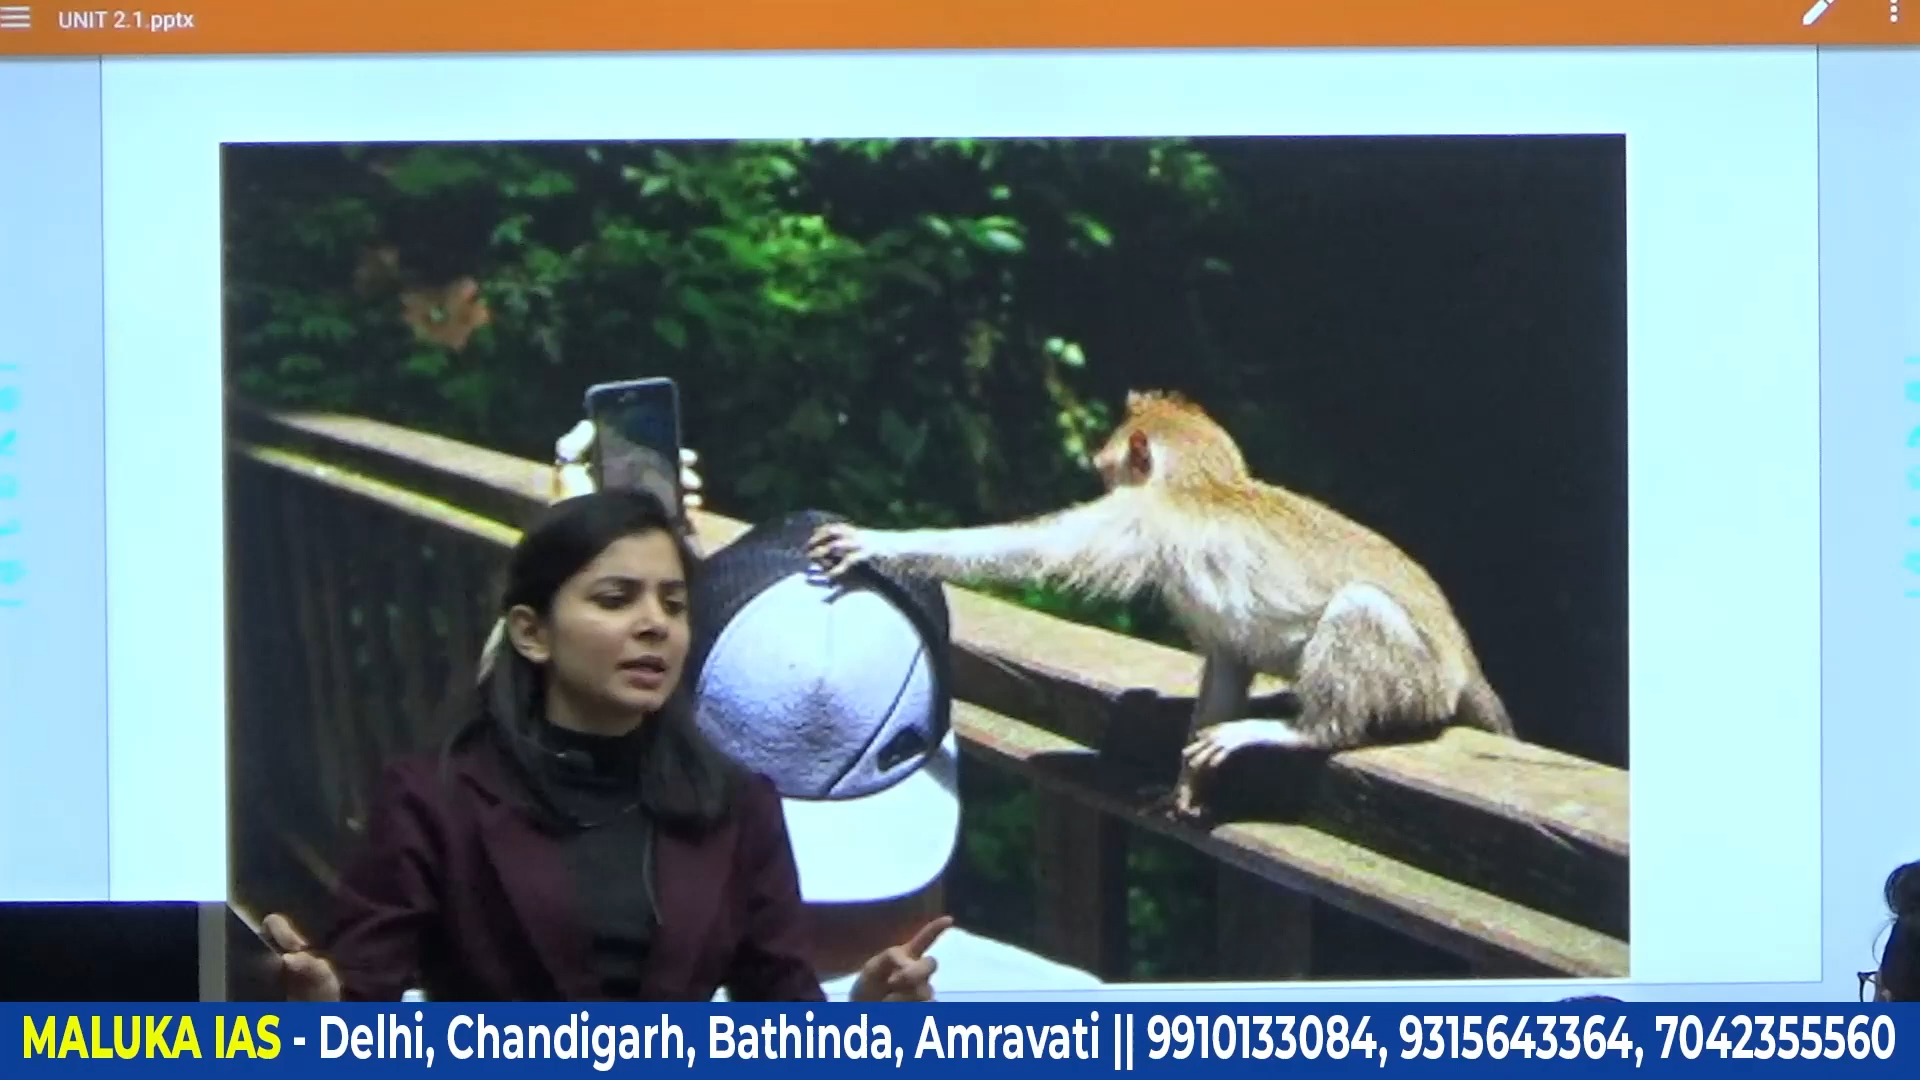 UNIT 2.1.pptx
MALUKA IAS - Delhi, Chandigarh, Bathinda, Amravati || 9910133084, 9315643364, 7042355560